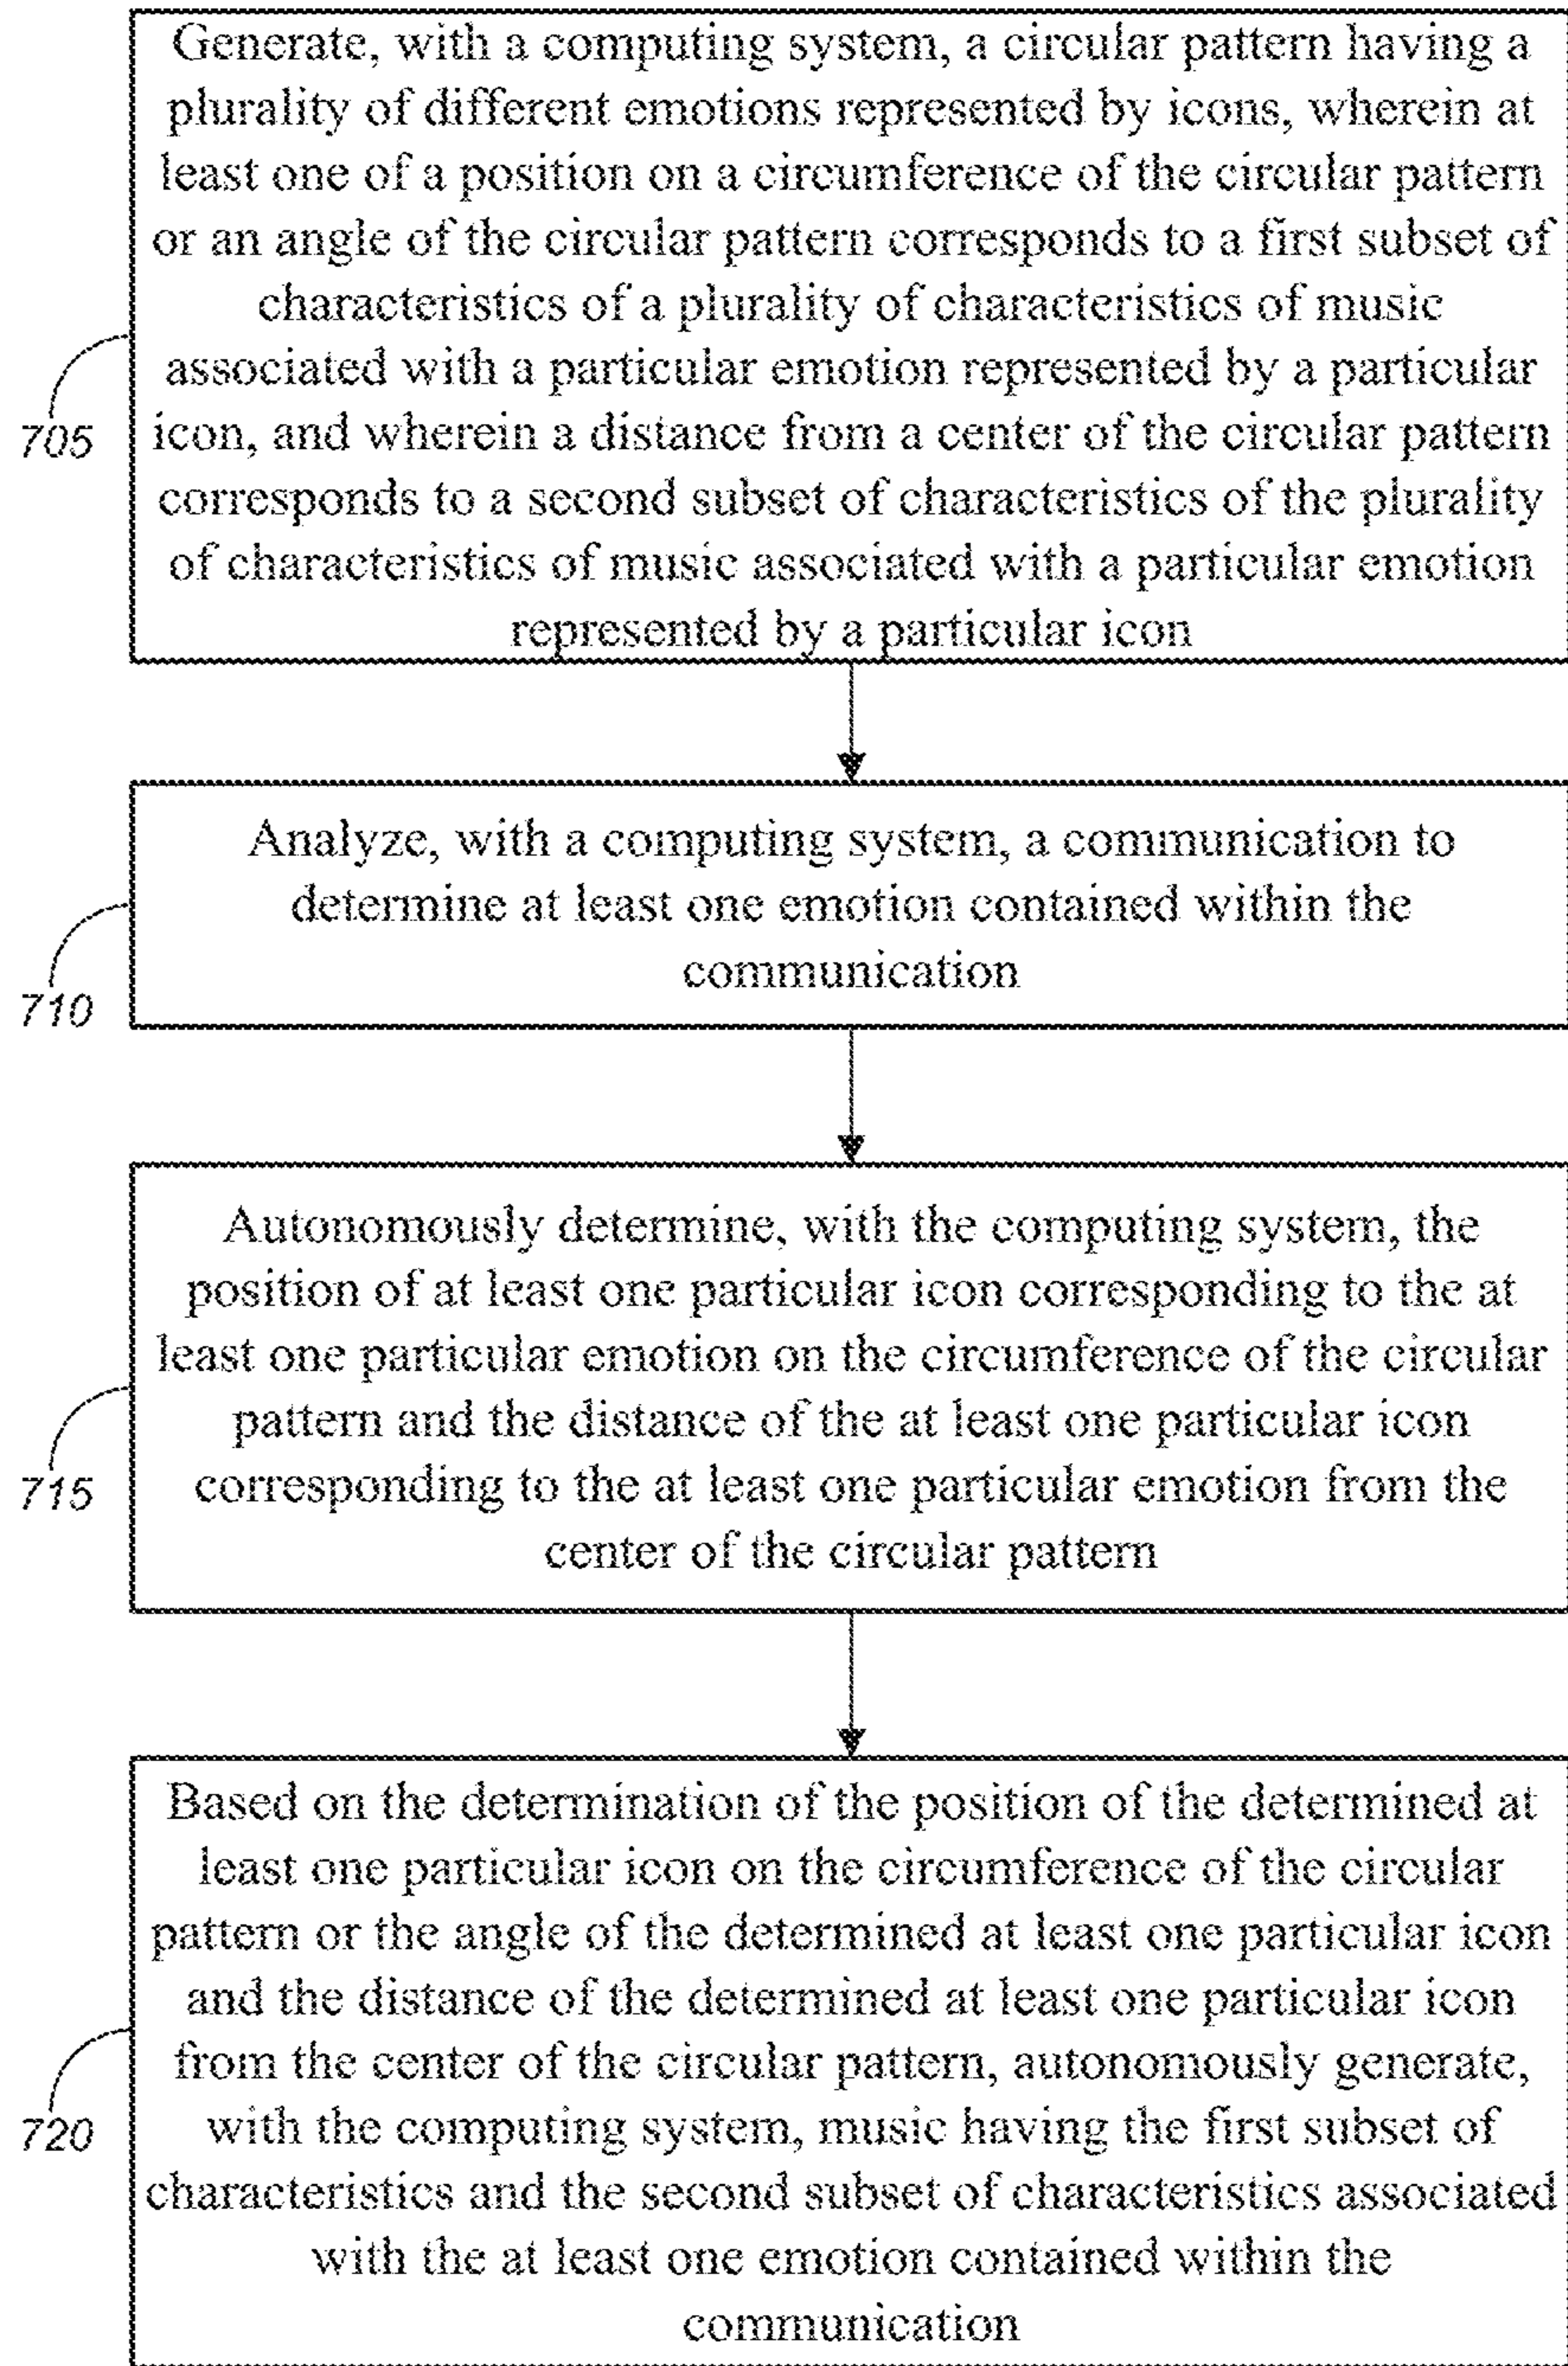 Generate, with a computing system, a circular pattern having a
plurality of different emotions represented by icons, wherein at
least one of a position on a circumference of the circular pattern
or an angle of the circular pattern corresponds to a first subset of
characteristics of a plurality of characteristics of music
associated with a particular emotion represented by a particular
icon, and wherein a distance from a center of the circular pattern
corresponds to a second subset of characteristics of the plurality
of characteristics of music associated with a particular emotion
represented by a particular icon
705
Analyze, with a computing system, a communication to
determine at least one emotion contained within the
communication
710
Autonomously determine, with the computing system, the
position of at least one particular icon corresponding to the at
least one particular emotion on the circumference of the circular
pattern and the distance of the at least one particular icon
corresponding to the at least one particular emotion from the
center of the circular pattern
715
Based on the determination of the position of the determined at
least one particular icon on the circumference of the circular
pattern or the angle of the determined at least one particular icon
and the distance of the determined at least one particular icon
from the center of the circular pattern, autonomously generate,
with the computing system, music having the first subset of
characteristics and the second subset of characteristics associated
with the at least one emotion contained within the
communication
720